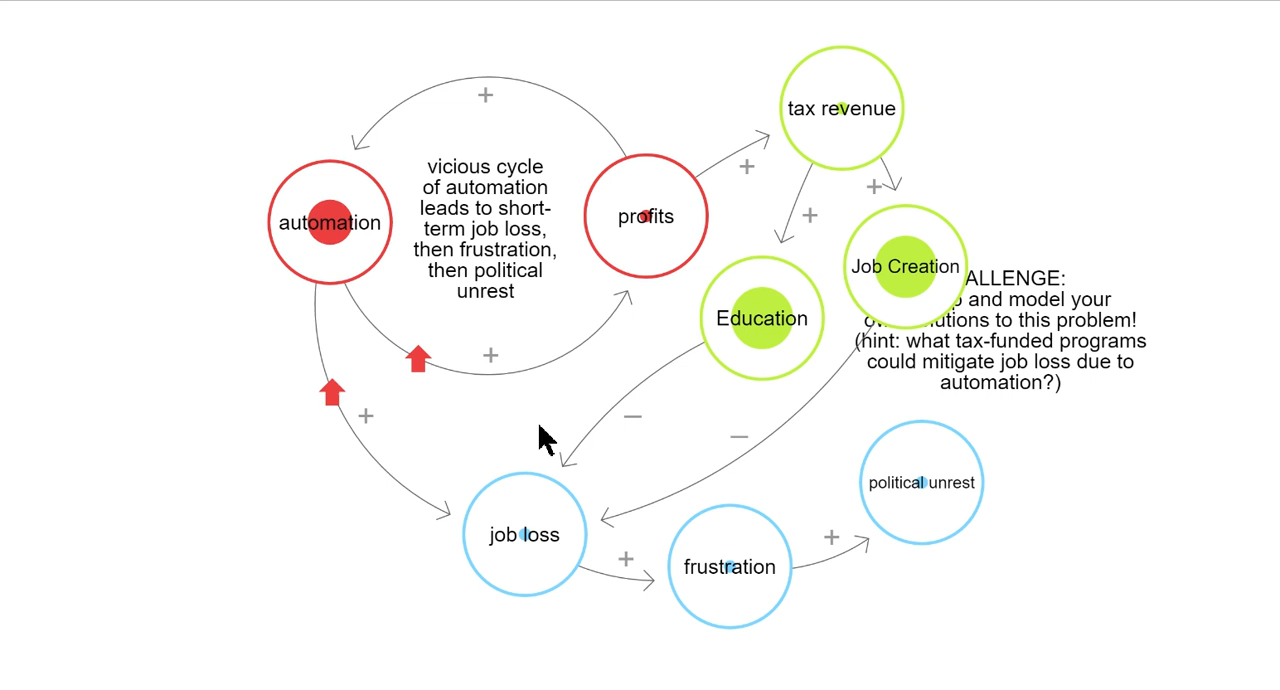 tax revenue
+
vicious cycle
of automation
leads to short-
term job loss,
then frustration,
then political
unrest
+
+
+
automation
profits
Job Creation
ALLENGE:
and model your
to this problem!
(hint: what tax-funded programs
could mitigate job loss due to
automation?)
Education
+
+
–
–
political unrest
job loss
+
frustration
+